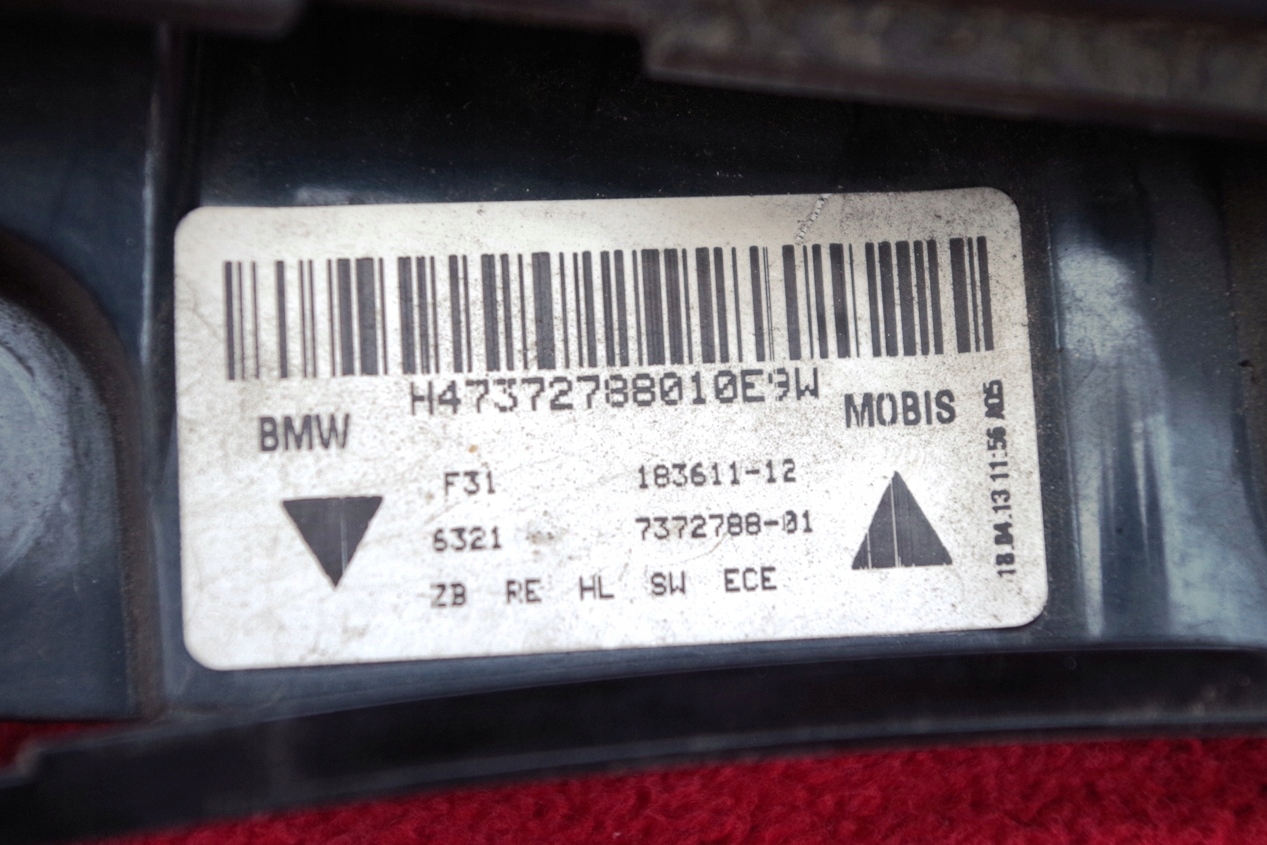 H47372788010E9W
BMW
MOBIS
F31 183611-12
6321 7372788-01
ZB RE HL SW ECE
18.04.13 11:56 A05